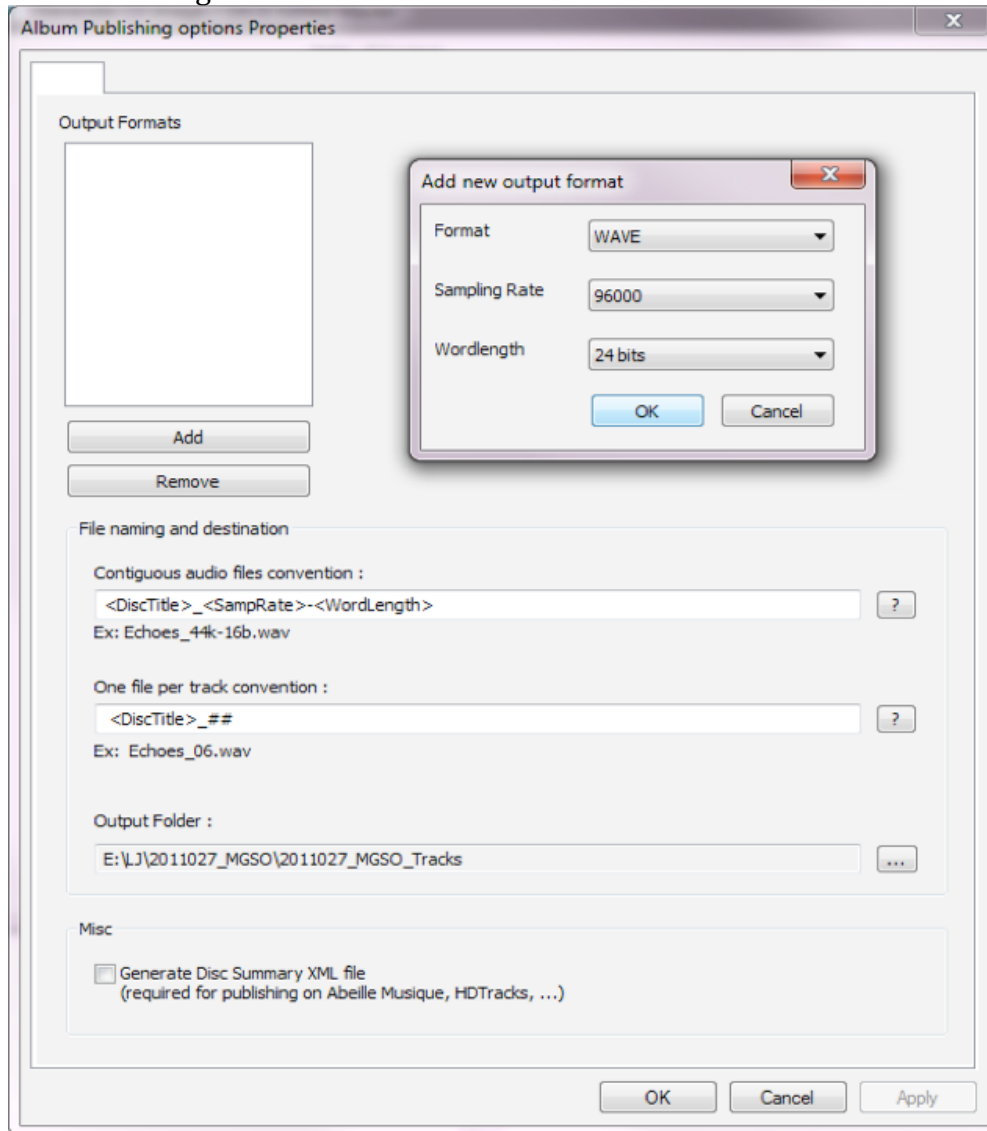 Album Publishing options Properties
Output Formats
Add new output format
Format
WAVE
Sampling Rate
96000
Wordlength
24 bits
OK
Cancel
Add
Remove
File naming and destination
Contiguous audio files convention :
<DiscTitle>_<SampRate>-<WordLength>
?
Ex: Echoes_44k-16b.wav
One file per track convention :
<DiscTitle>_##
?
Ex: Echoes_06.wav
Output Folder :
E:\LJ\2011027_MGSO\2011027_MGSO_Tracks
...
Misc
Generate Disc Summary XML file
(required for publishing on Abeille Musique, HDTracks, ...)
OK
Cancel
Apply